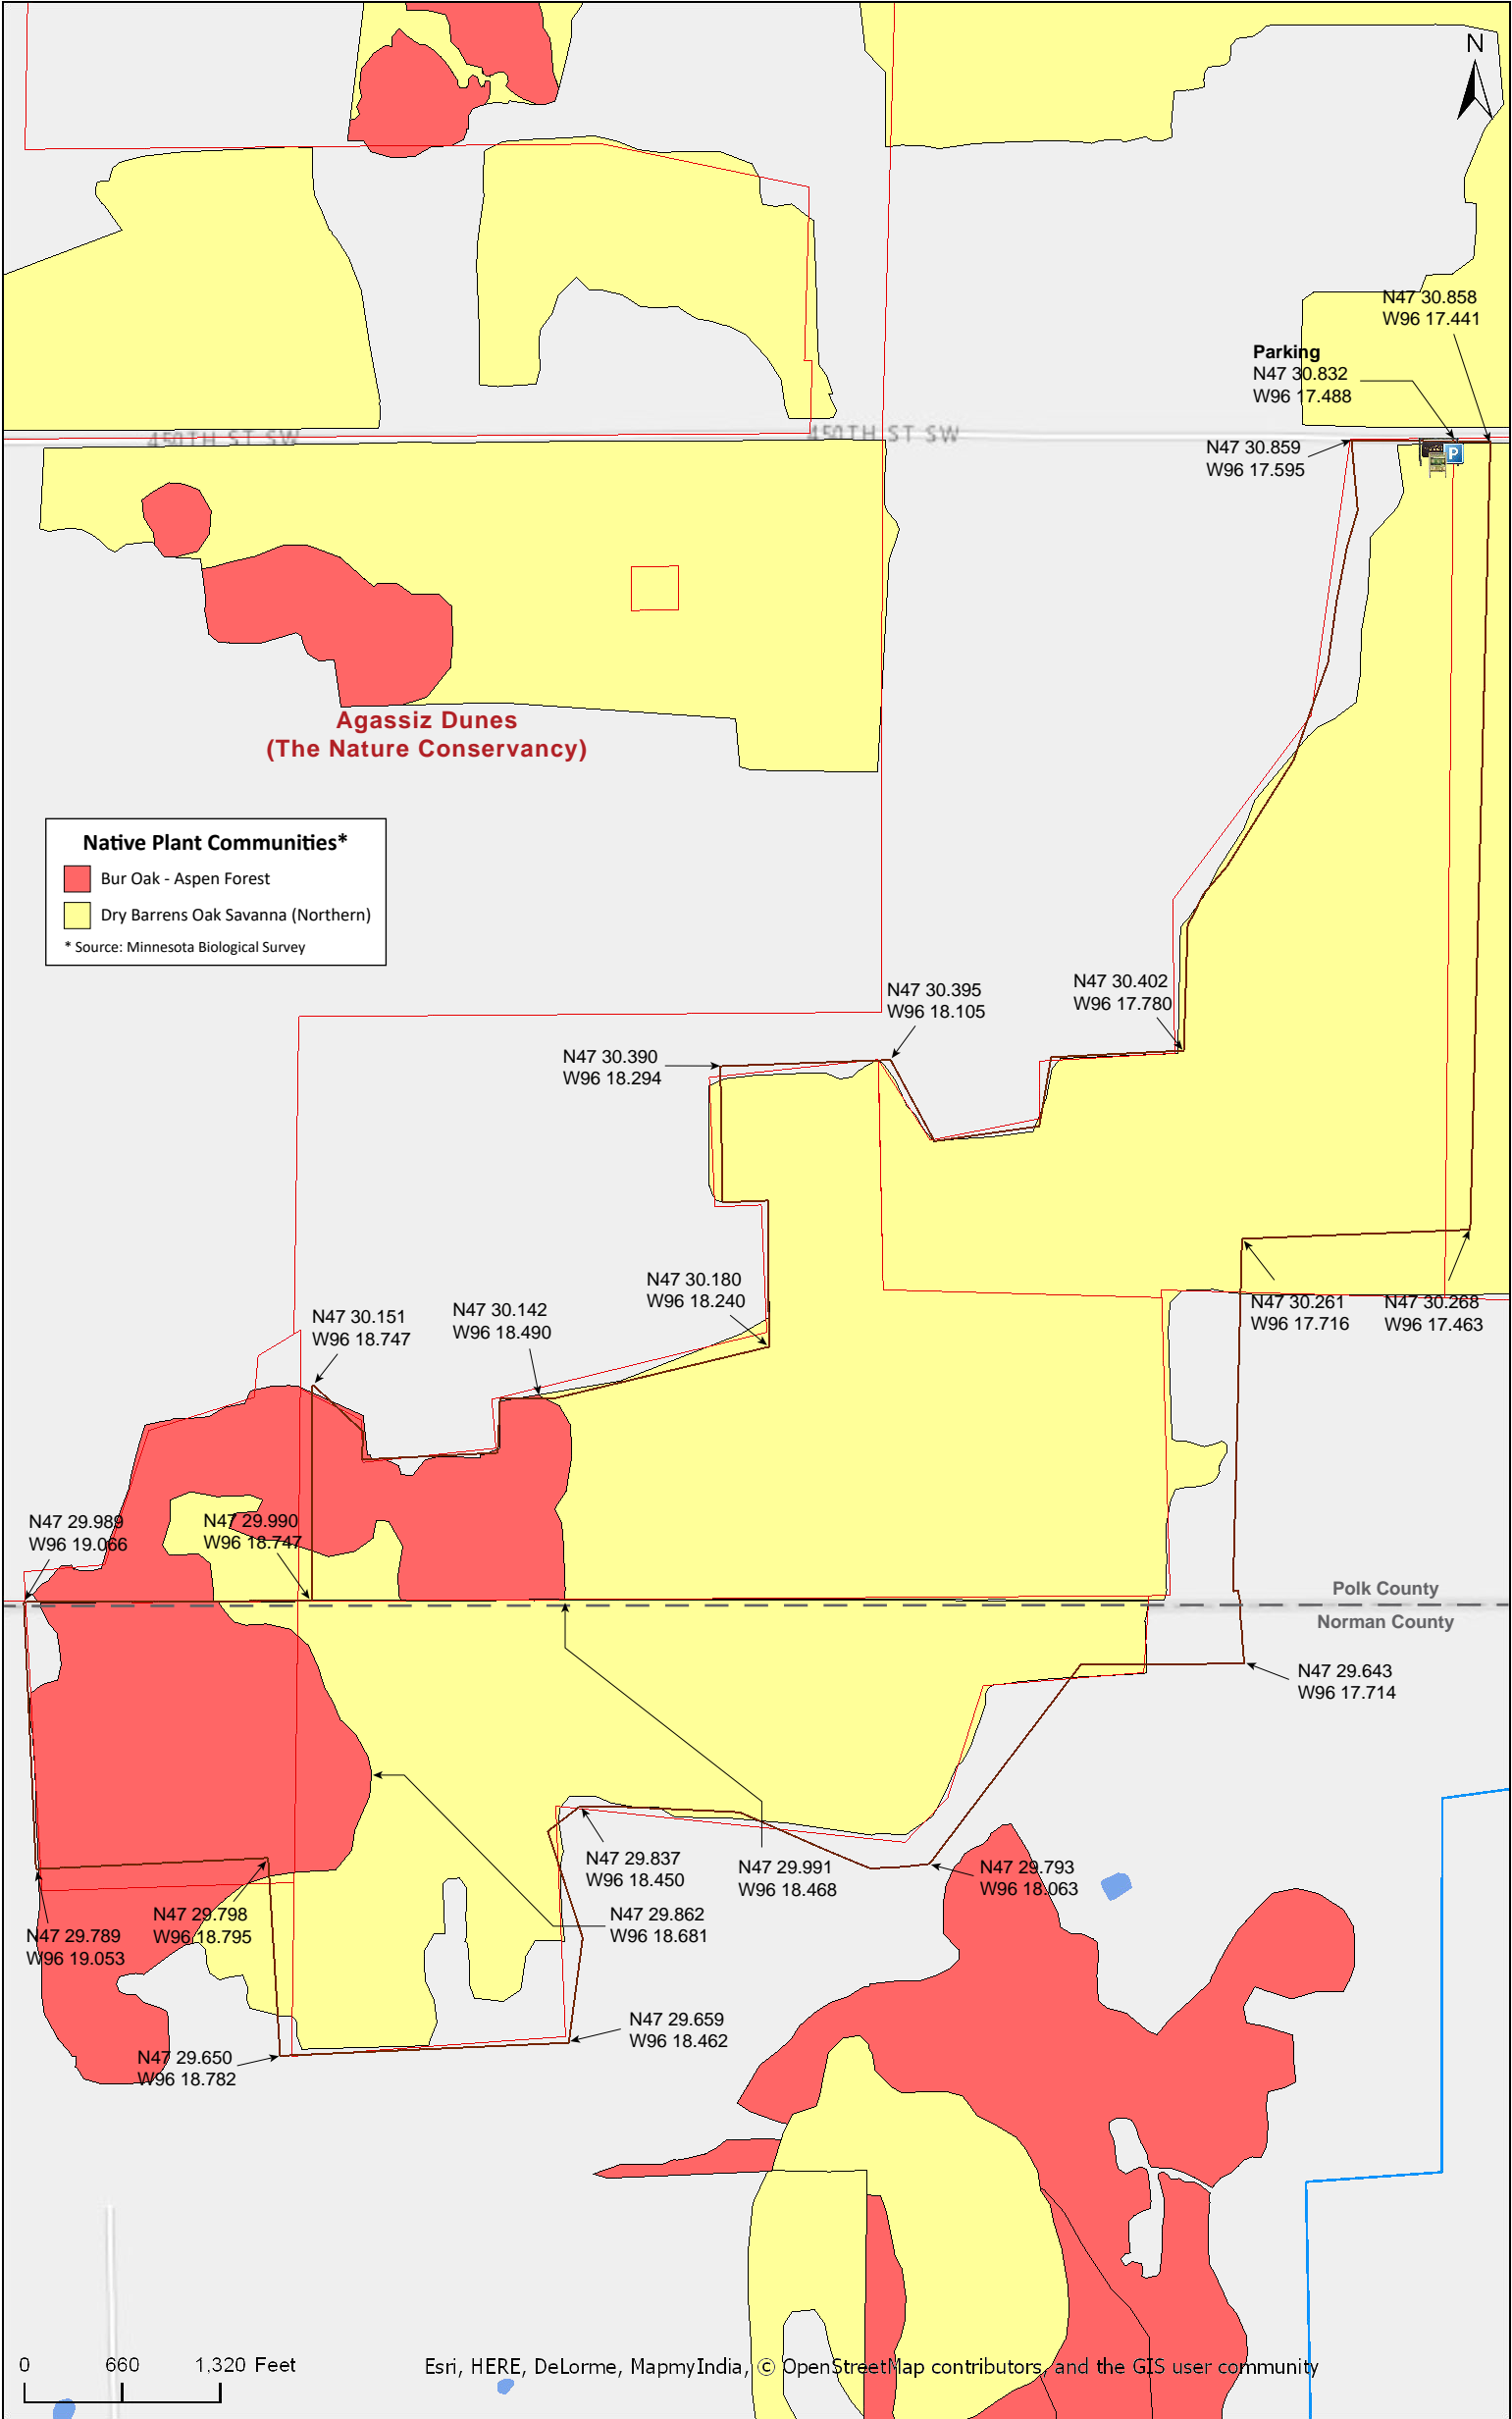 N
N47 30.858
W96 17.441
Parking
N47 30.832
W96 17.488
450TH ST SW
450TH ST SW
N47 30.859
W96 17.595
P
Agassiz Dunes
(The Nature Conservancy)
Native Plant Communities*
Bur Oak - Aspen Forest
Dry Barrens Oak Savanna (Northern)
* Source: Minnesota Biological Survey
N47 30.395
W96 18.105
N47 30.402
W96 17.780
N47 30.390
W96 18.294
N47 30.180
W96 18.240
N47 30.151
W96 18.747
N47 30.142
W96 18.490
N47 30.261
W96 17.716
N47 30.268
W96 17.463
N47 29.989
W96 19.066
N47 29.990
W96 18.747
Polk County
Norman County
N47 29.643
W96 17.714
N47 29.837
W96 18.450
N47 29.991
W96 18.468
N47 29.793
W96 18.063
N47 29.862
W96 18.681
N47 29.798
W96 18.795
N47 29.789
W96 19.053
N47 29.659
W96 18.462
N47 29.650
W96 18.782
0 660 1,320 Feet
Esri, HERE, DeLorme, MapmyIndia, © OpenStreetMap contributors, and the GIS user community